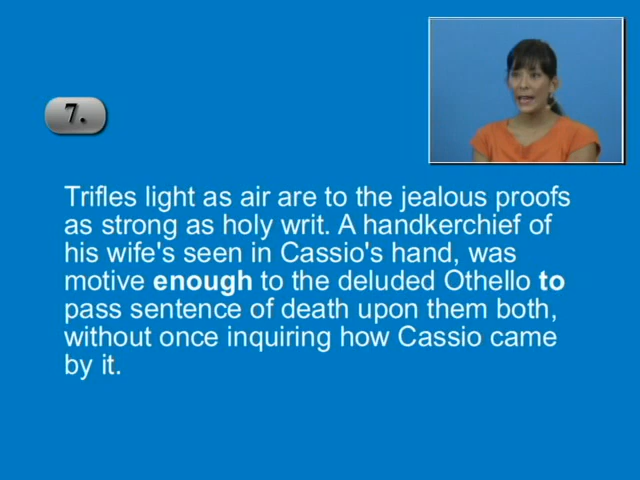 7.
Trifles light as air are to the jealous proofs
as strong as holy writ. A handkerchief of
his wife's seen in Cassio's hand, was
motive enough to the deluded Othello to
pass sentence of death upon them both,
without once inquiring how Cassio came
by it.